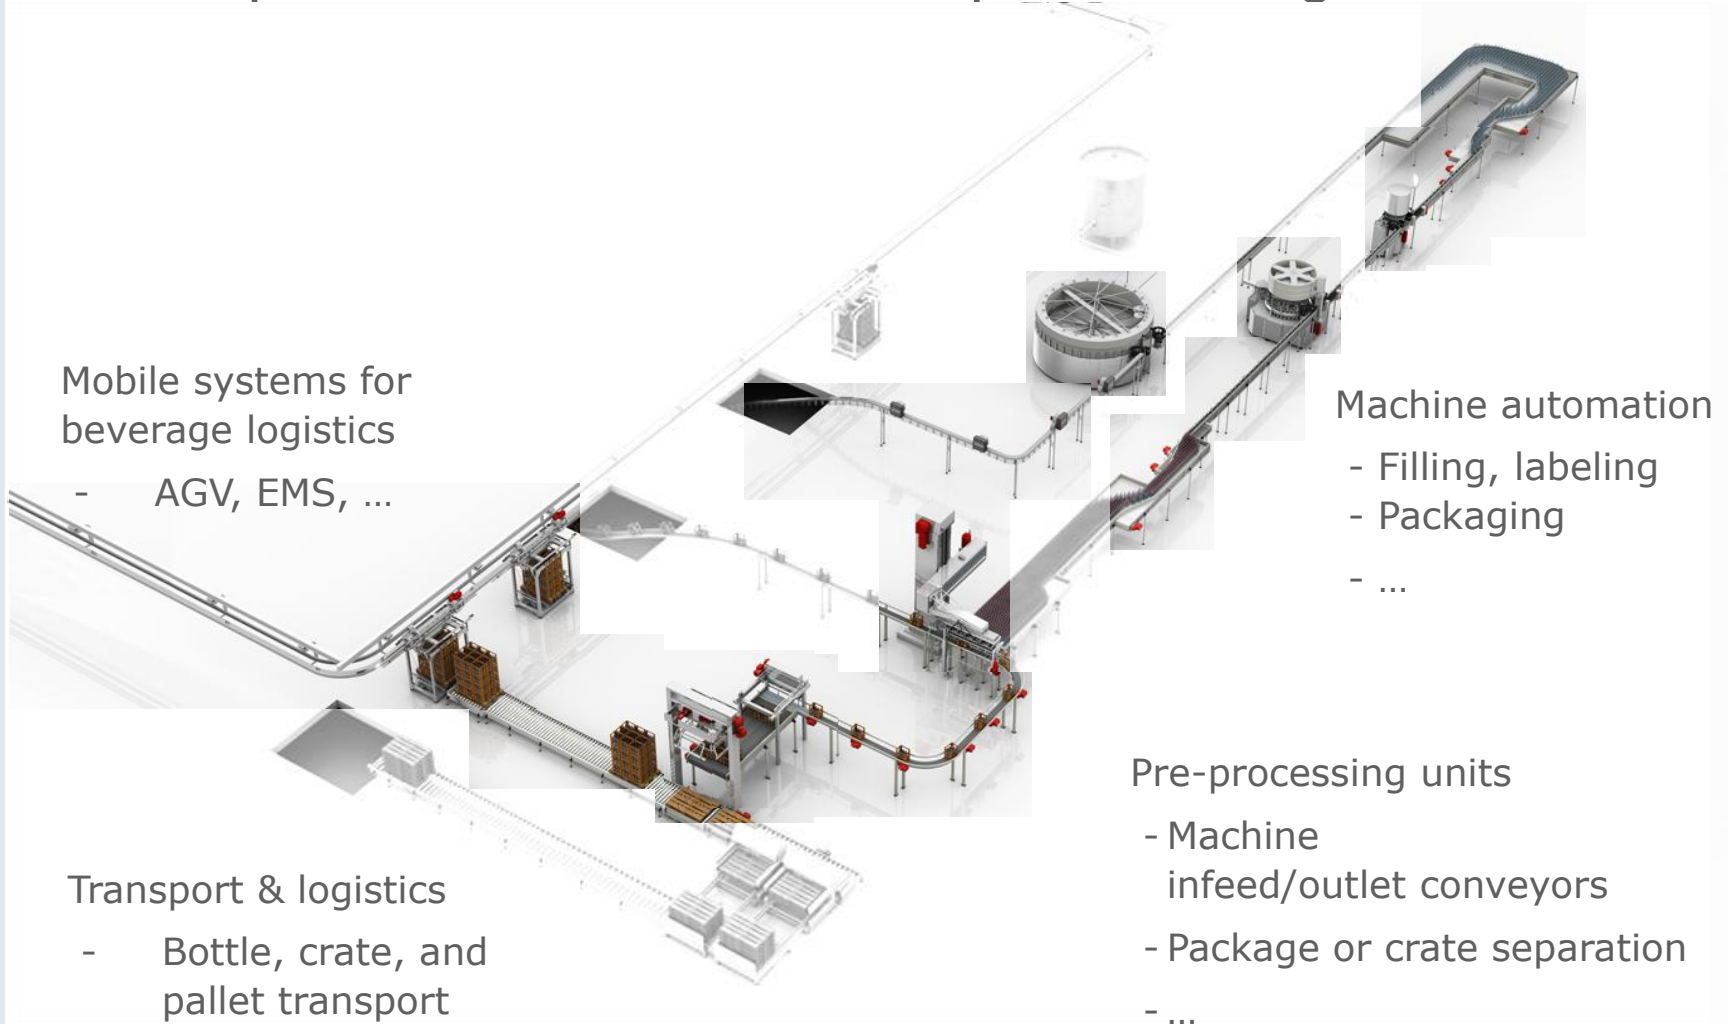 Mobile systems for
beverage logistics
- AGV, EMS, ...
Machine automation
- Filling, labeling
- Packaging
- ...
Pre-processing units
- Machine
infeed/outlet conveyors
- Package or crate separation
- ...
Transport & logistics
- Bottle, crate, and
pallet transport